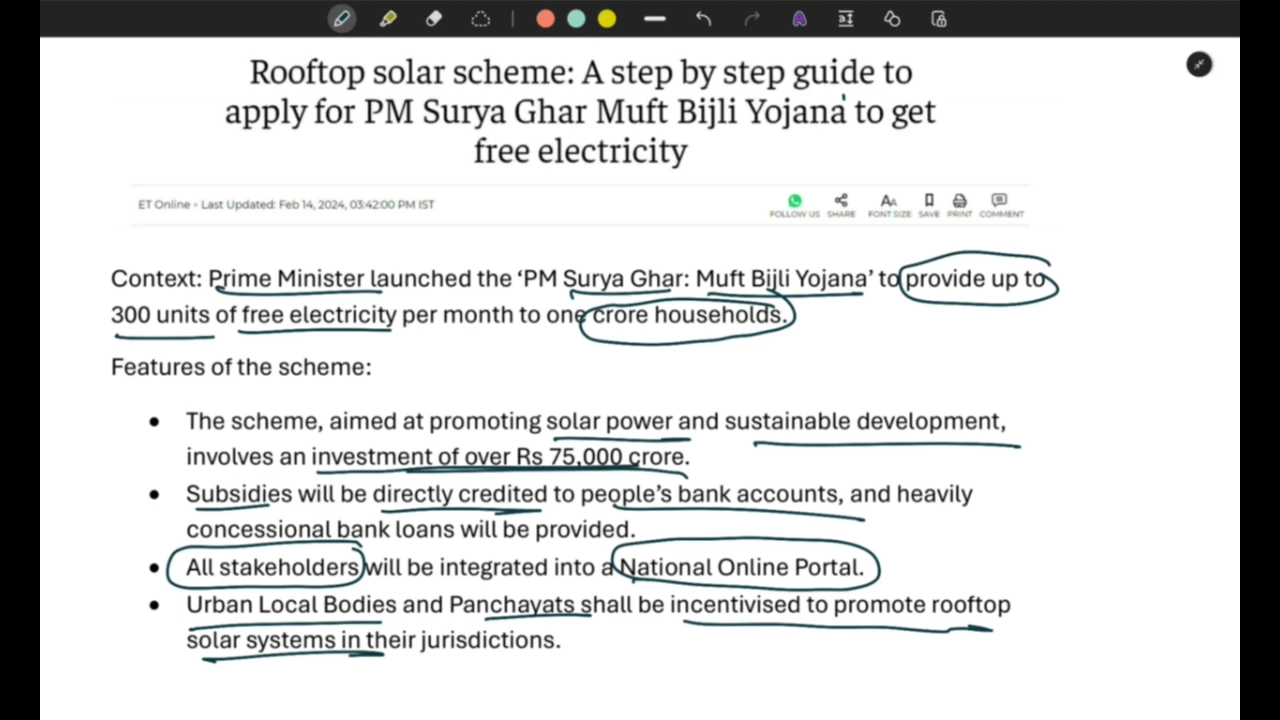 Rooftop solar scheme: A step by step guide to
apply for PM Surya Ghar Muft Bijli Yojana to get
free electricity
ET Online • Last Updated: Feb 14, 2024, 03:42:00 PM IST
FOLLOW US SHARE FONT SIZE SAVE PRINT COMMENT
Context: Prime Minister launched the ‘PM Surya Ghar: Muft Bijli Yojana’ to provide up to
300 units of free electricity per month to one crore households.
Features of the scheme:
• The scheme, aimed at promoting solar power and sustainable development,
involves an investment of over Rs 75,000 crore.
• Subsidies will be directly credited to people’s bank accounts, and heavily
concessional bank loans will be provided.
• All stakeholders will be integrated into a National Online Portal.
• Urban Local Bodies and Panchayats shall be incentivised to promote rooftop
solar systems in their jurisdictions.